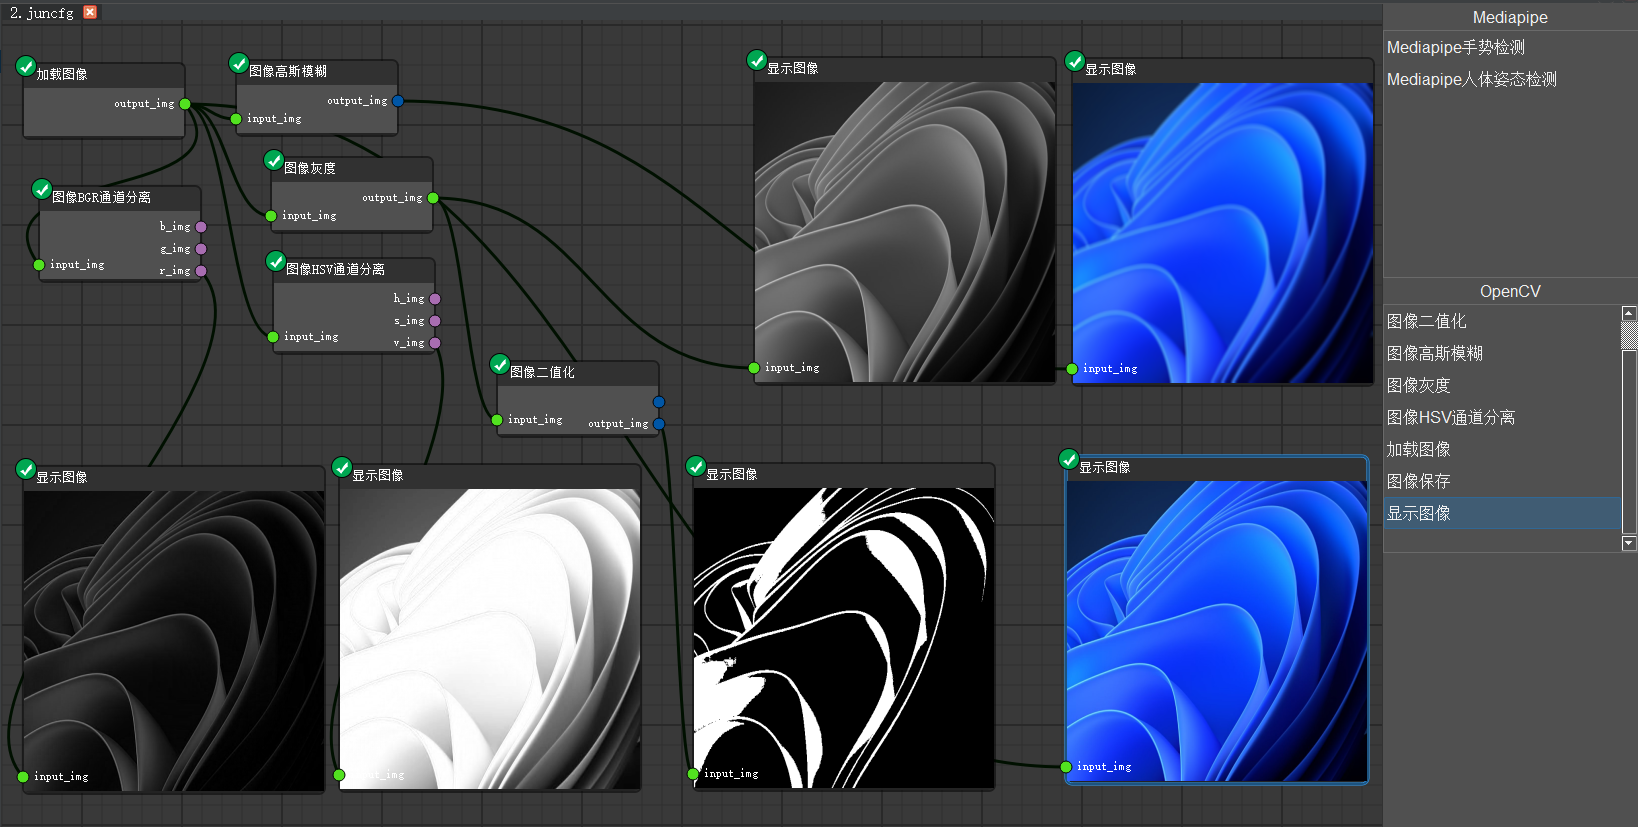 2.juncfg
加载图像
output_img
图像高斯模糊
output_img
input_img
图像BGR通道分离
b_img
g_img
r_img
input_img
图像灰度
output_img
input_img
图像HSV通道分离
h_img
s_img
v_img
input_img
图像二值化
input_img
output_img
显示图像
input_img
显示图像
input_img
显示图像
input_img
显示图像
input_img
显示图像
input_img
显示图像
input_img
Mediapipe
Mediapipe手势检测
Mediapipe人体姿态检测
OpenCV
图像二值化
图像高斯模糊
图像灰度
图像HSV通道分离
加载图像
图像保存
显示图像